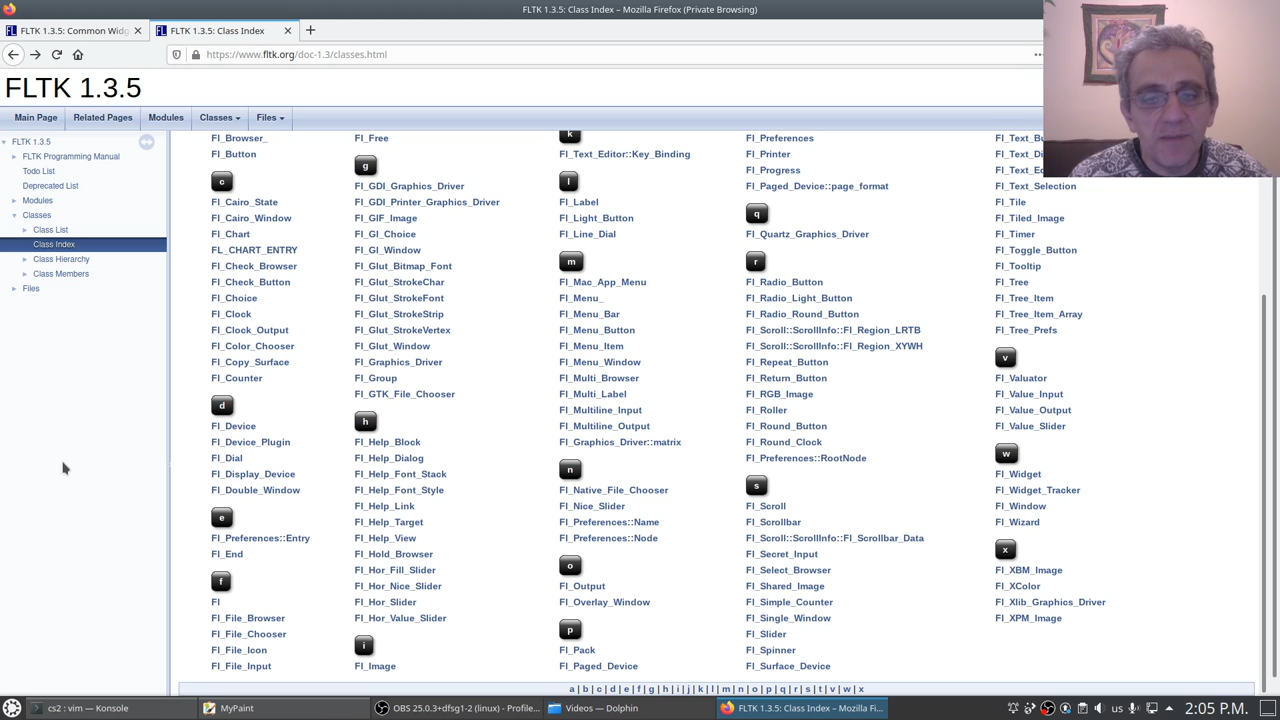 FLTK 1.3.5: Class Index – Mozilla Firefox (Private Browsing)
FLTK 1.3.5: Common Widg
FLTK 1.3.5: Class Index
https://www.fltk.org/doc-1.3/classes.html
FLTK 1.3.5
Main Page
Related Pages
Modules
Classes
Files
FLTK 1.3.5
FLTK Programming Manual
Todo List
Deprecated List
Modules
Classes
Class List
Class Index
Class Hierarchy
Class Members
Files
Fl_Browser_
Fl_Button
c
Fl_Cairo_State
Fl_Cairo_Window
Fl_Chart
FL_CHART_ENTRY
Fl_Check_Browser
Fl_Check_Button
Fl_Choice
Fl_Clock
Fl_Clock_Output
Fl_Color_Chooser
Fl_Copy_Surface
Fl_Counter
d
Fl_Device
Fl_Device_Plugin
Fl_Dial
Fl_Display_Device
Fl_Double_Window
e
Fl_Preferences::Entry
Fl_End
f
Fl
Fl_File_Browser
Fl_File_Chooser
Fl_File_Icon
Fl_File_Input
Fl_Free
g
Fl_GDI_Graphics_Driver
Fl_GDI_Printer_Graphics_Driver
Fl_GIF_Image
Fl_Gl_Choice
Fl_Gl_Window
Fl_Glut_Bitmap_Font
Fl_Glut_StrokeChar
Fl_Glut_StrokeFont
Fl_Glut_StrokeStrip
Fl_Glut_StrokeVertex
Fl_Glut_Window
Fl_Graphics_Driver
Fl_Group
Fl_GTK_File_Chooser
h
Fl_Help_Block
Fl_Help_Dialog
Fl_Help_Font_Stack
Fl_Help_Font_Style
Fl_Help_Link
Fl_Help_Target
Fl_Help_View
Fl_Hold_Browser
Fl_Hor_Fill_Slider
Fl_Hor_Nice_Slider
Fl_Hor_Slider
Fl_Hor_Value_Slider
i
Fl_Image
k
Fl_Text_Editor::Key_Binding
l
Fl_Label
Fl_Light_Button
Fl_Line_Dial
m
Fl_Mac_App_Menu
Fl_Menu_
Fl_Menu_Bar
Fl_Menu_Button
Fl_Menu_Item
Fl_Menu_Window
Fl_Multi_Browser
Fl_Multi_Label
Fl_Multiline_Input
Fl_Multiline_Output
Fl_Graphics_Driver::matrix
n
Fl_Native_File_Chooser
Fl_Nice_Slider
Fl_Preferences::Name
Fl_Preferences::Node
o
Fl_Output
Fl_Overlay_Window
p
Fl_Pack
Fl_Paged_Device
Fl_Preferences
Fl_Printer
Fl_Progress
Fl_Paged_Device::page_format
q
Fl_Quartz_Graphics_Driver
r
Fl_Radio_Button
Fl_Radio_Light_Button
Fl_Radio_Round_Button
Fl_Scroll::ScrollInfo::Fl_Region_LRTB
Fl_Scroll::ScrollInfo::Fl_Region_XYWH
Fl_Repeat_Button
Fl_Return_Button
Fl_RGB_Image
Fl_Roller
Fl_Round_Button
Fl_Round_Clock
Fl_Preferences::RootNode
s
Fl_Scroll
Fl_Scrollbar
Fl_Scroll::ScrollInfo::Fl_Scrollbar_Data
Fl_Secret_Input
Fl_Select_Browser
Fl_Shared_Image
Fl_Simple_Counter
Fl_Single_Window
Fl_Slider
Fl_Spinner
Fl_Surface_Device
Fl_Text_Bu
Fl_Text_Di
Fl_Text_Ed
Fl_Text_Selection
Fl_Tile
Fl_Tiled_Image
Fl_Timer
Fl_Toggle_Button
Fl_Tooltip
Fl_Tree
Fl_Tree_Item
Fl_Tree_Item_Array
Fl_Tree_Prefs
v
Fl_Valuator
Fl_Value_Input
Fl_Value_Output
Fl_Value_Slider
w
Fl_Widget
Fl_Widget_Tracker
Fl_Window
Fl_Wizard
x
Fl_XBM_Image
Fl_XColor
Fl_Xlib_Graphics_Driver
Fl_XPM_Image
a | b | c | d | e | f | g | h | i | j | k | l | m | n | o | p | q | r | s | t | v | w | x
cs2 : vim — Konsole
MyPaint
OBS 25.0.3+dfsg1-2 (linux) - Profile...
Videos — Dolphin
FLTK 1.3.5: Class Index – Mozilla Fi...
us
2:05 P.M.